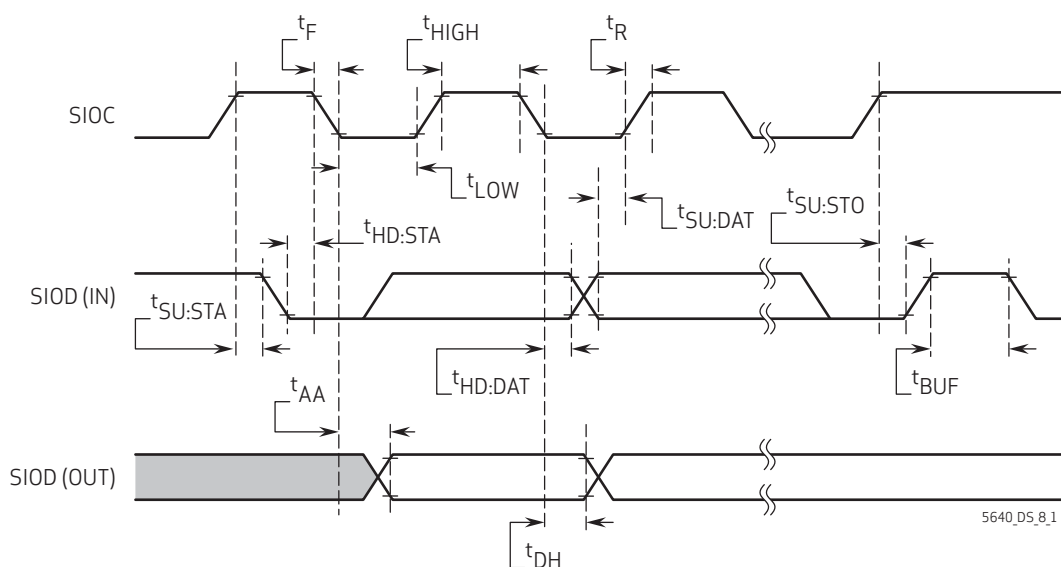 tF
tHIGH
tR
SIOC
tLOW
tSU:DAT
tSU:STO
tHD:STA
SIOD (IN)
tSU:STA
tHD:DAT
tBUF
tAA
SIOD (OUT)
5640_DS_8_1
tDH